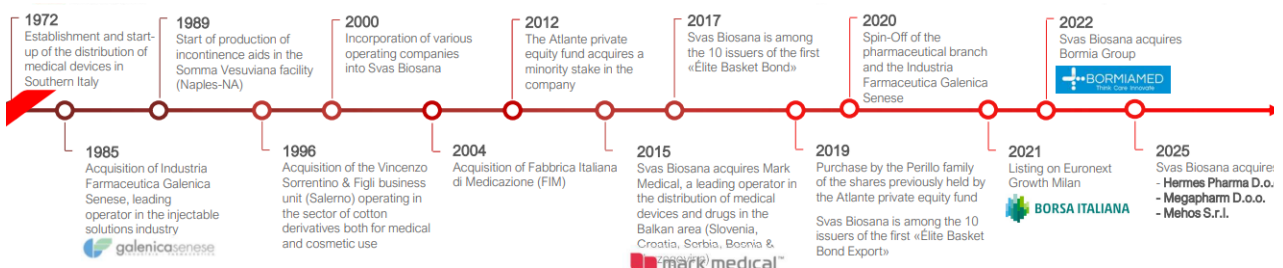 1972
Establishment and start-
up of the distribution of
medical devices in
Southern Italy
1985
Acquisition of Industria
Farmaceutica Galenica
Senese, leading
operator in the injectable
solutions industry
galenicasenese
1989
Start of production of
incontinence aids in the
Somma Vesuviana facility
(Naples-NA)
1996
Acquisition of the Vincenzo
Sorrentino & Figli business
unit (Salerno) operating in
the sector of cotton
derivatives both for medical
and cosmetic use
2000
Incorporation of various
operating companies
into Svas Biosana
2004
Acquisition of Fabbrica Italiana
di Medicazione (FIM)
2012
The Atlante private
equity fund acquires a
minority stake in the
company
2015
Svas Biosana acquires Mark
Medical, a leading operator in
the distribution of medical
devices and drugs in the
Balkan area (Slovenia,
Croatia, Serbia, Bosnia &
mark medical™
2017
Svas Biosana is among
the 10 issuers of the first
«Élite Basket Bond»
2019
Purchase by the Perillo family
of the shares previously held by
the Atlante private equity fund
Svas Biosana is among the 10
issuers of the first «Élite Basket
Bond Export»
2020
Spin-Off of the
pharmaceutical branch
and the Industria
Farmaceutica Galenica
Senese
2021
Listing on Euronext
Growth Milan
BORSA ITALIANA
2022
Svas Biosana acquires
Bormia Group
BORMIAMED
Think Care Innovate
2025
Svas Biosana acquires
- Hermes Pharma D.o.
- Megapharm D.o.o.
- Mehos S.r.l.